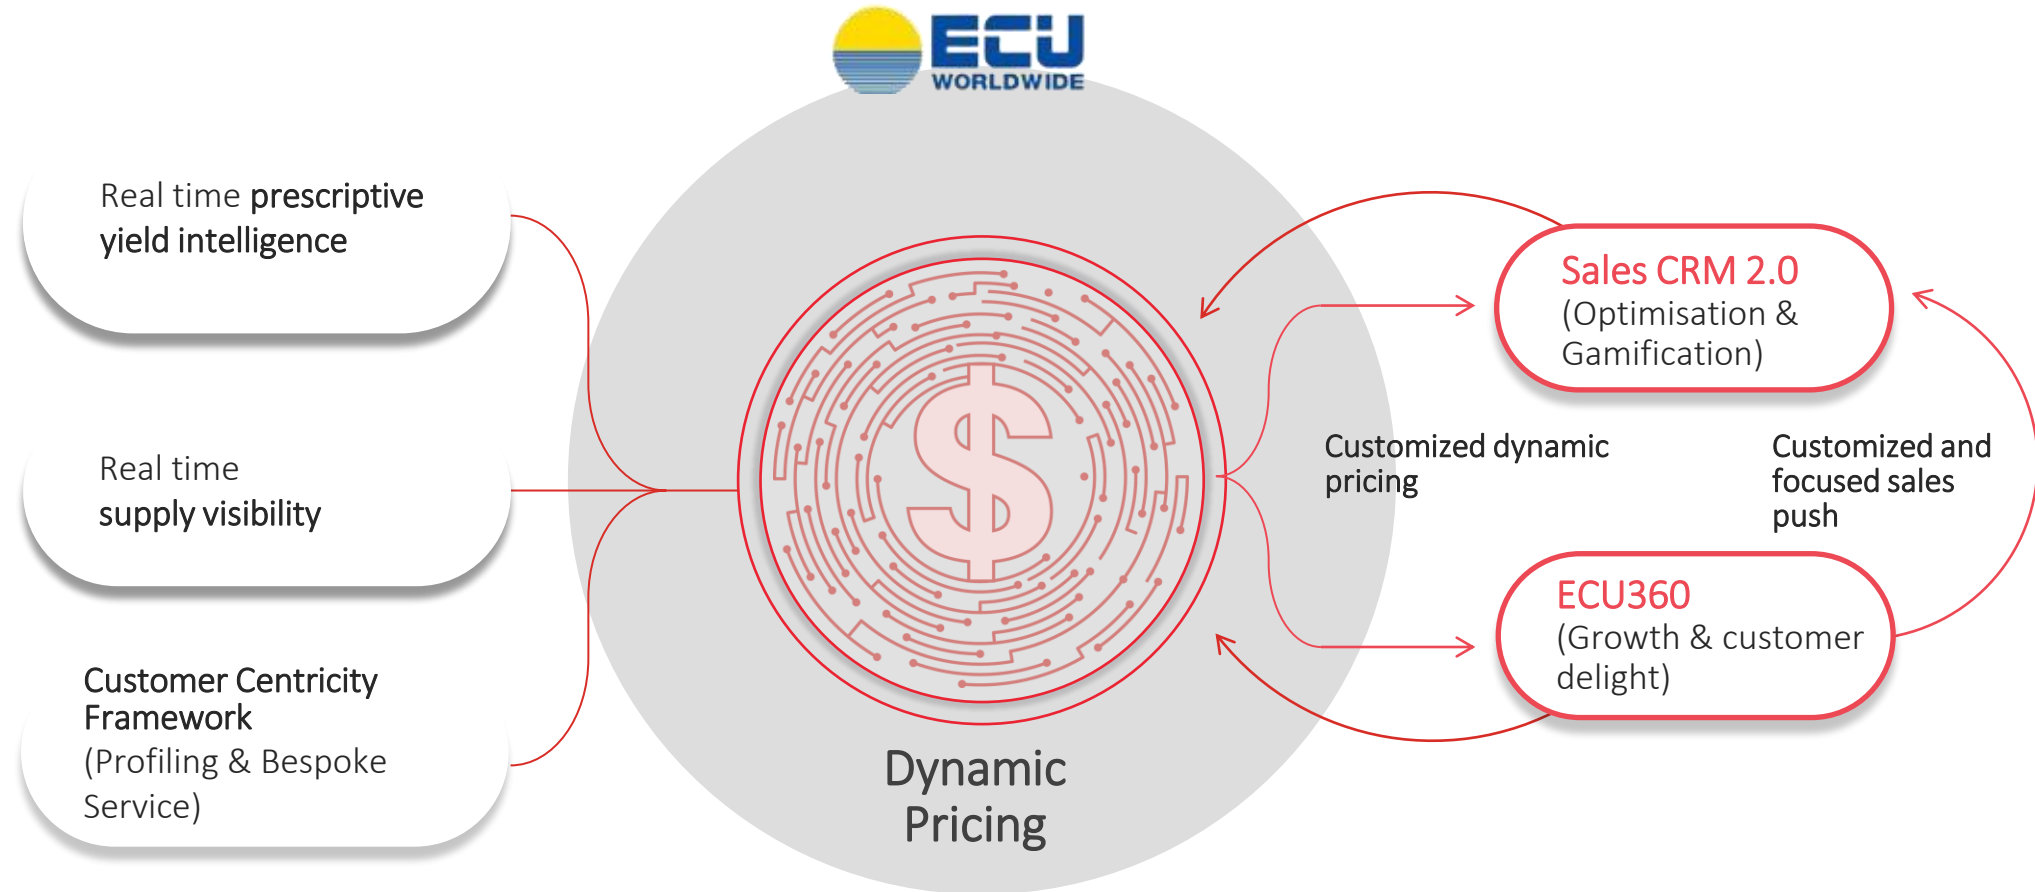 ECU
WORLDWIDE
Real time prescriptive
yield intelligence
Real time
supply visibility
Customer Centricity
Framework
(Profiling & Bespoke
Service)
$
Dynamic
Pricing
Sales CRM 2.0
(Optimisation &
Gamification)
Customized dynamic
pricing
Customized and
focused sales
push
ECU360
(Growth & customer
delight)